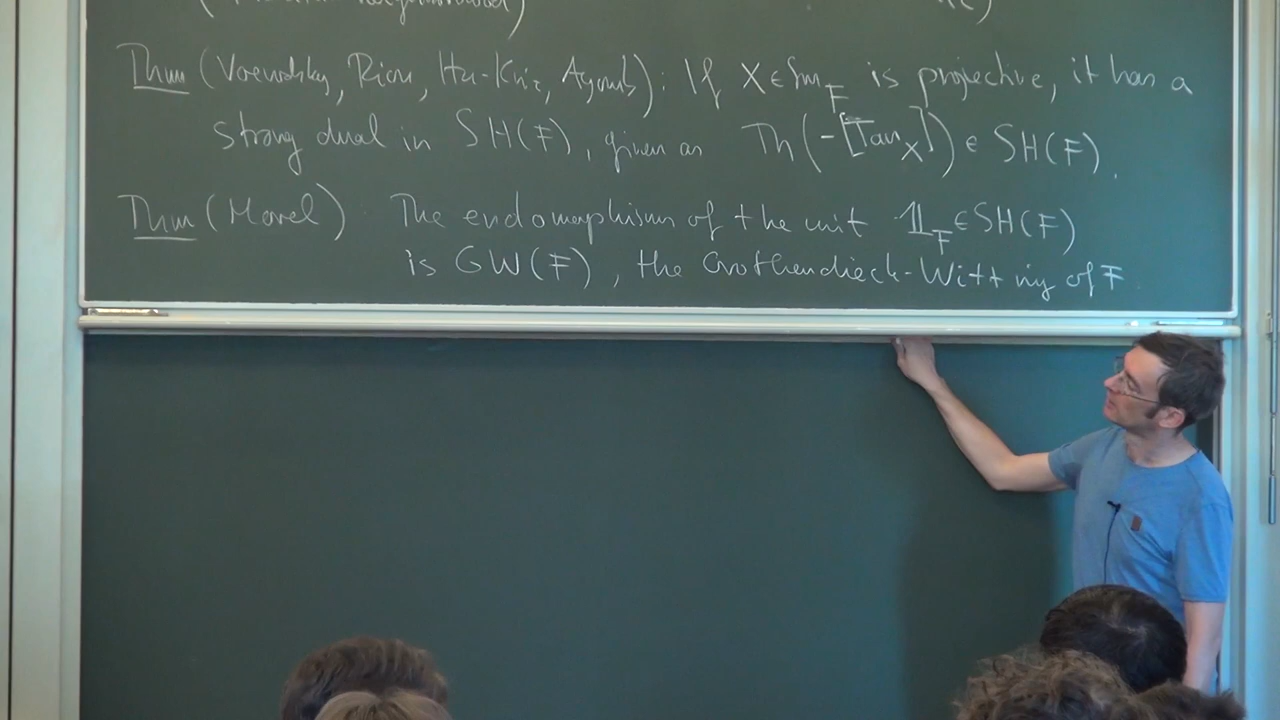 Thm (Voevodsky, Riou, Hu-Kriz, Ayoub): If X ∈ Sm_F is projective, it has a
strong dual in SH(F), given as Th(-[Tan_X]) ∈ SH(F).
Thm (Morel) The endomorphism of the unit 𝟙_F ∈ SH(F)
is GW(F), the Grothendieck-Witt ring of F